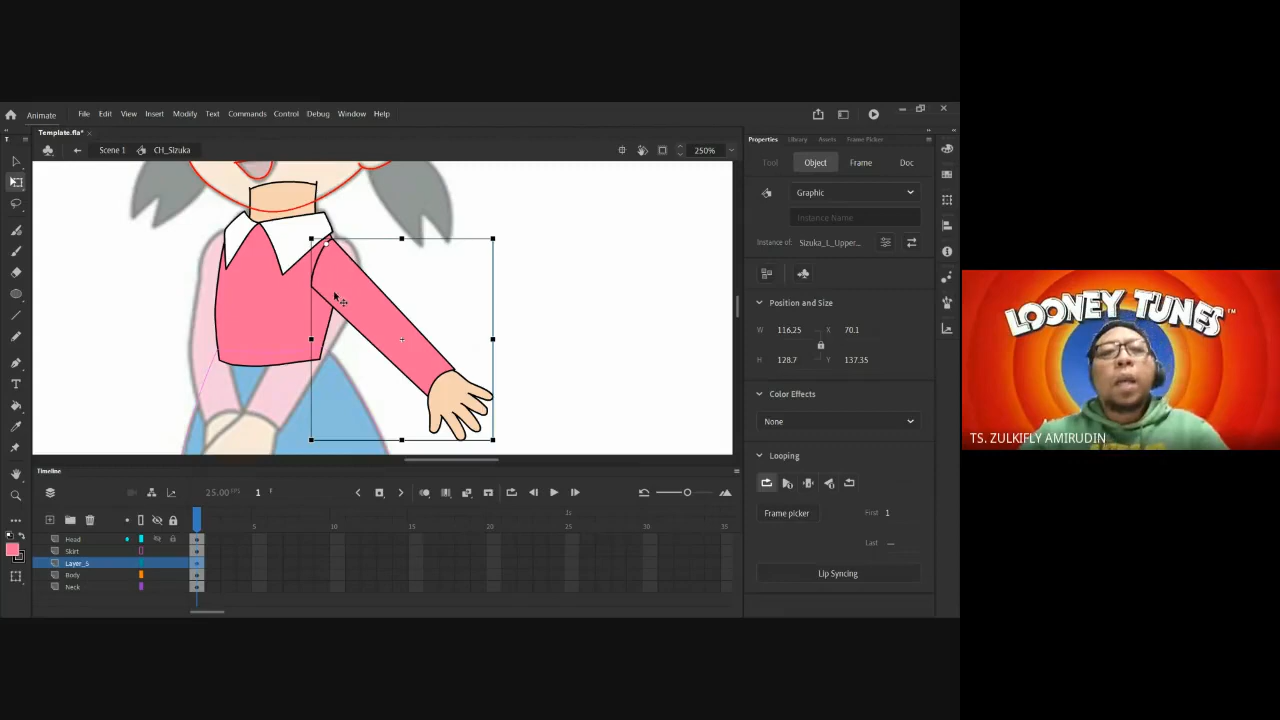 Animate File Edit View Insert Modify Text Commands Control Debug Window Help
Template.fla* ×
Scene 1 CH_Sizuka 250%
Properties Library Assets Frame Picker
Tool Object Frame Doc
Graphic
Instance Name
Instance of: Sizuka_L_Upper...
Position and Size
W 116.25 X 70.1
H 128.7 Y 137.35
Color Effects
None
Looping
Frame picker First 1
Last —
Lip Syncing
Timeline
25.00 FPS 1 F
1s
5 10 15 20 25 30 35
Head
Skirt
Layer_5
Body
Neck
LOONEY TUNES™
TS. ZULKIFLY AMIRUDIN